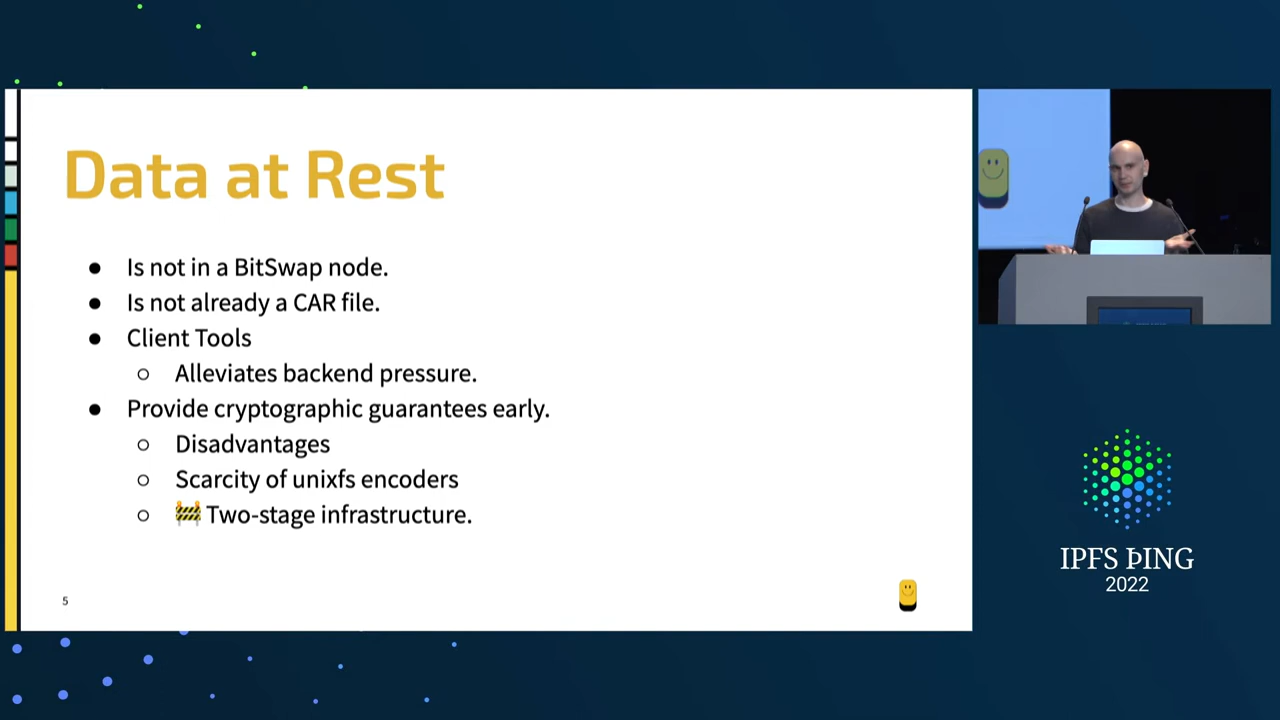 Data at Rest
Is not in a BitSwap node.
Is not already a CAR file.
Client Tools
Alleviates backend pressure.
Provide cryptographic guarantees early.
Disadvantages
Scarcity of unixfs encoders
🚧 Two-stage infrastructure.
5
IPFS ÞING
2022